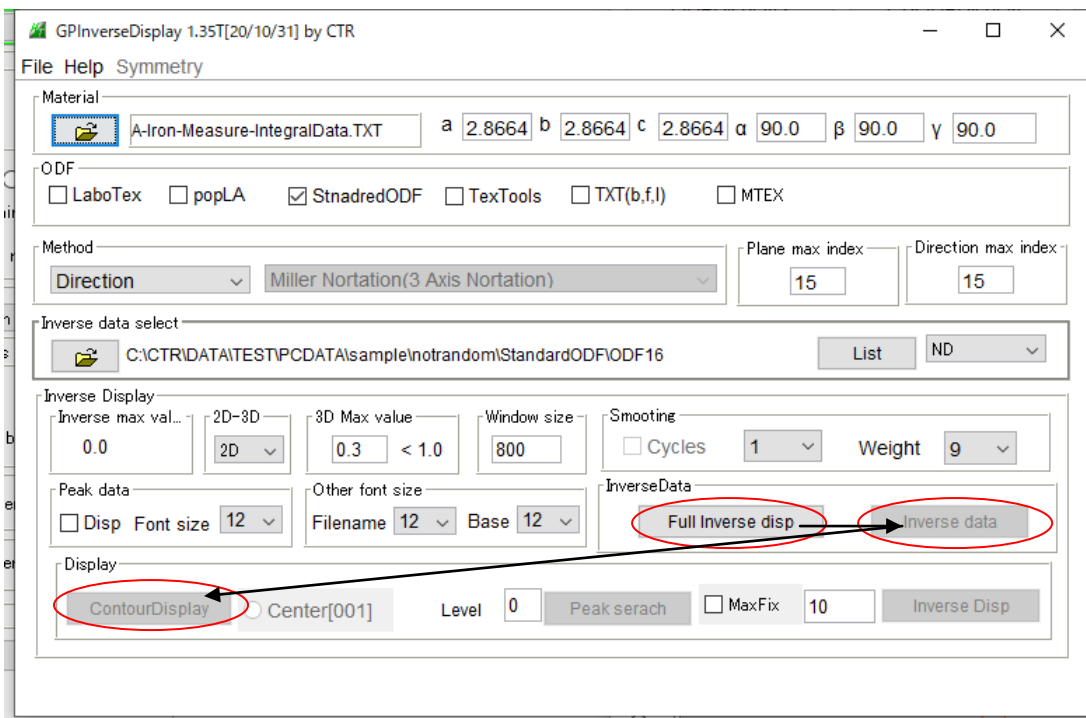 GPInverseDisplay 1.35T[20/10/31] by CTR
File Help Symmetry
Material
A-Iron-Measure-IntegralData.TXT a 2.8664 b 2.8664 c 2.8664 α 90.0 β 90.0 γ 90.0
ODF
LaboTex popLA StnadredODF TexTools TXT(b,f,l) MTEX
Method Plane max index Direction max index
Direction Miller Nortation(3 Axis Nortation) 15 15
Inverse data select
C:\CTR\DATA\TEST\PCDATA\sample\notrandom\StandardODF\ODF16 List ND
Inverse Display
Inverse max val... 2D-3D 3D Max value Window size Smooting
0.0 2D 0.3 < 1.0 800 Cycles 1 Weight 9
Peak data Other font size InverseData
Disp Font size 12 Filename 12 Base 12 Full Inverse disp Inverse data
Display
ContourDisplay Center[001] Level 0 Peak serach MaxFix 10 Inverse Disp